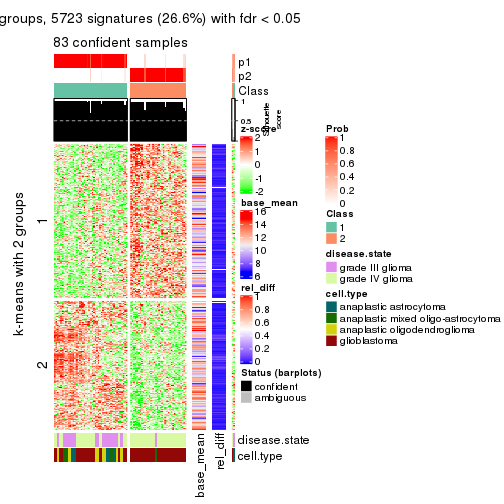 groups, 5723 signatures (26.6%) with fdr < 0.05
83 confident samples
p1
p2
Class
1
0.5
0
Silhouette
score
k-means with 2 groups
1
2
z-score
2
1
0
-1
-2
base_mean
16
14
12
10
8
6
rel_diff
1
0.8
0.6
0.4
0.2
0
Status (barplots)
confident
ambiguous
Prob
1
0.8
0.6
0.4
0.2
0
Class
1
2
disease.state
grade III glioma
grade IV glioma
cell.type
anaplastic astrocytoma
anaplastic mixed oligo-astrocytoma
anaplastic oligodendroglioma
glioblastoma
disease.state
cell.type
base_mean
rel_diff